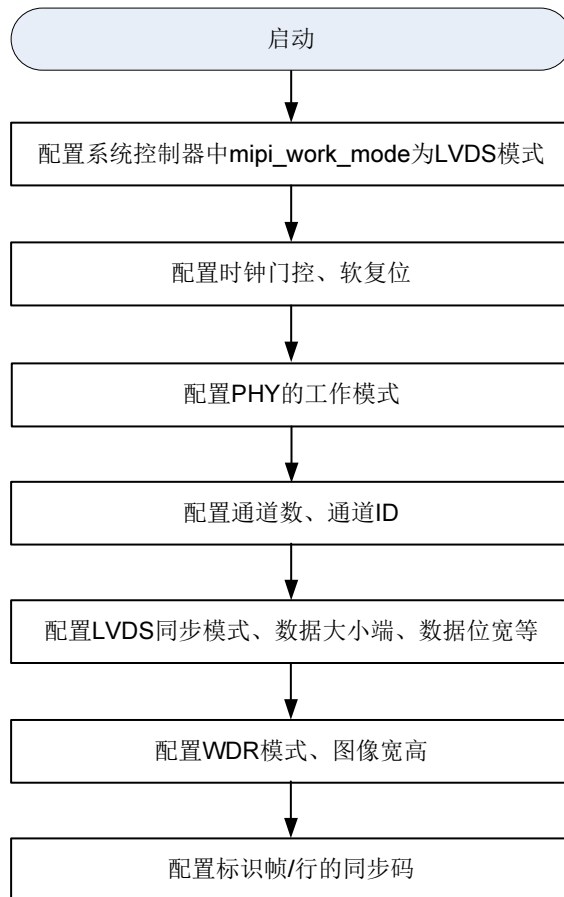 启动
配置系统控制器中mipi_work_mode为LVDS模式
配置时钟门控、软复位
配置PHY的工作模式
配置通道数、通道ID
配置LVDS同步模式、数据大小端、数据位宽等
配置WDR模式、图像宽高
配置标识帧/行的同步码